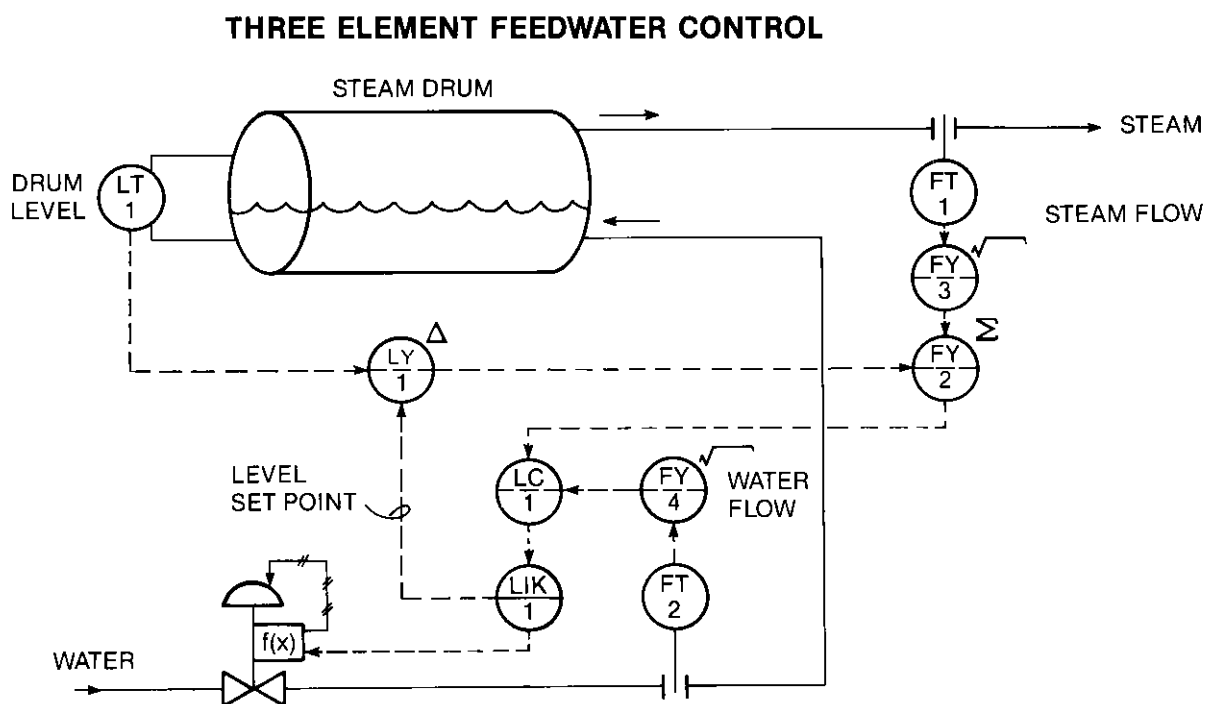 THREE ELEMENT FEEDWATER CONTROL
STEAM DRUM
STEAM
DRUM
LEVEL
LT
1
FT
1
STEAM FLOW
√
FY
3
Σ
FY
2
Δ
LY
1
LEVEL
SET POINT
LC
1
√
FY
4
WATER
FLOW
LIK
1
FT
2
f(x)
WATER